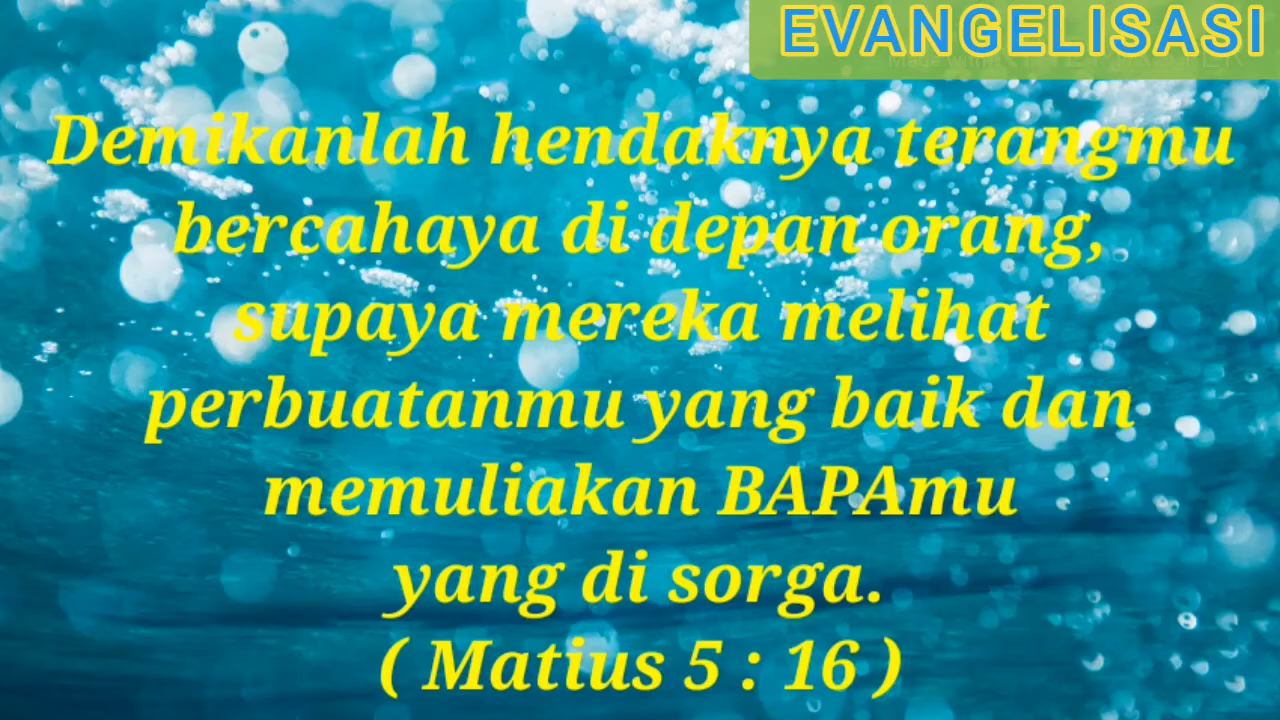 EVANGELISASI
Demikanlah hendaknya terangmu
bercahaya di depan orang,
supaya mereka melihat
perbuatanmu yang baik dan
memuliakan BAPAmu
yang di sorga.
( Matius 5 : 16 )